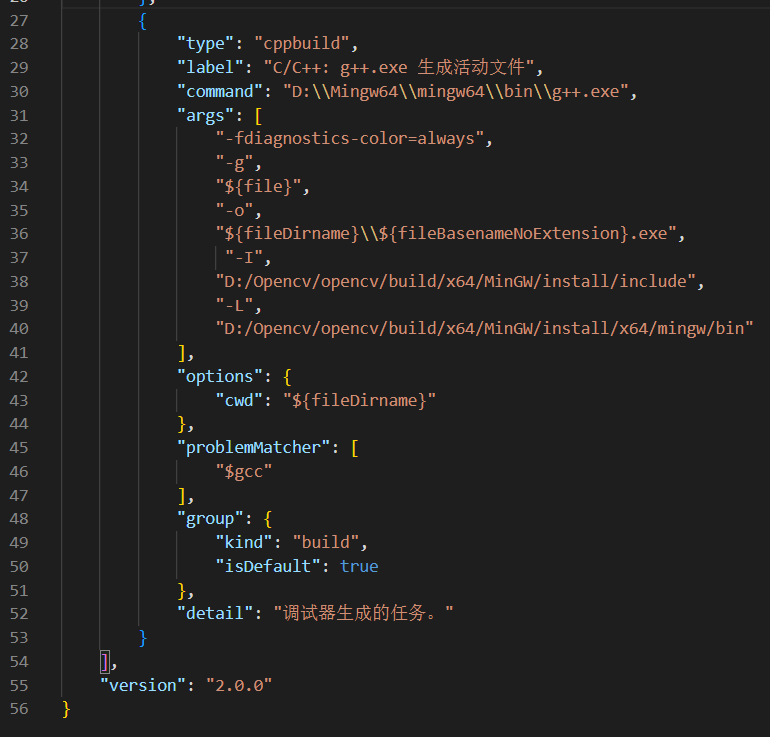 27 {
28 "type": "cppbuild",
29 "label": "C/C++: g++.exe 生成活动文件",
30 "command": "D:\\Mingw64\\mingw64\\bin\\g++.exe",
31 "args": [
32 "-fdiagnostics-color=always",
33 "-g",
34 "${file}",
35 "-o",
36 "${fileDirname}\\${fileBasenameNoExtension}.exe",
37 "-I",
38 "D:/Opencv/opencv/build/x64/MinGW/install/include",
39 "-L",
40 "D:/Opencv/opencv/build/x64/MinGW/install/x64/mingw/bin"
41 ],
42 "options": {
43 "cwd": "${fileDirname}"
44 },
45 "problemMatcher": [
46 "$gcc"
47 ],
48 "group": {
49 "kind": "build",
50 "isDefault": true
51 },
52 "detail": "调试器生成的任务。"
53 }
54 ],
55 "version": "2.0.0"
56 }